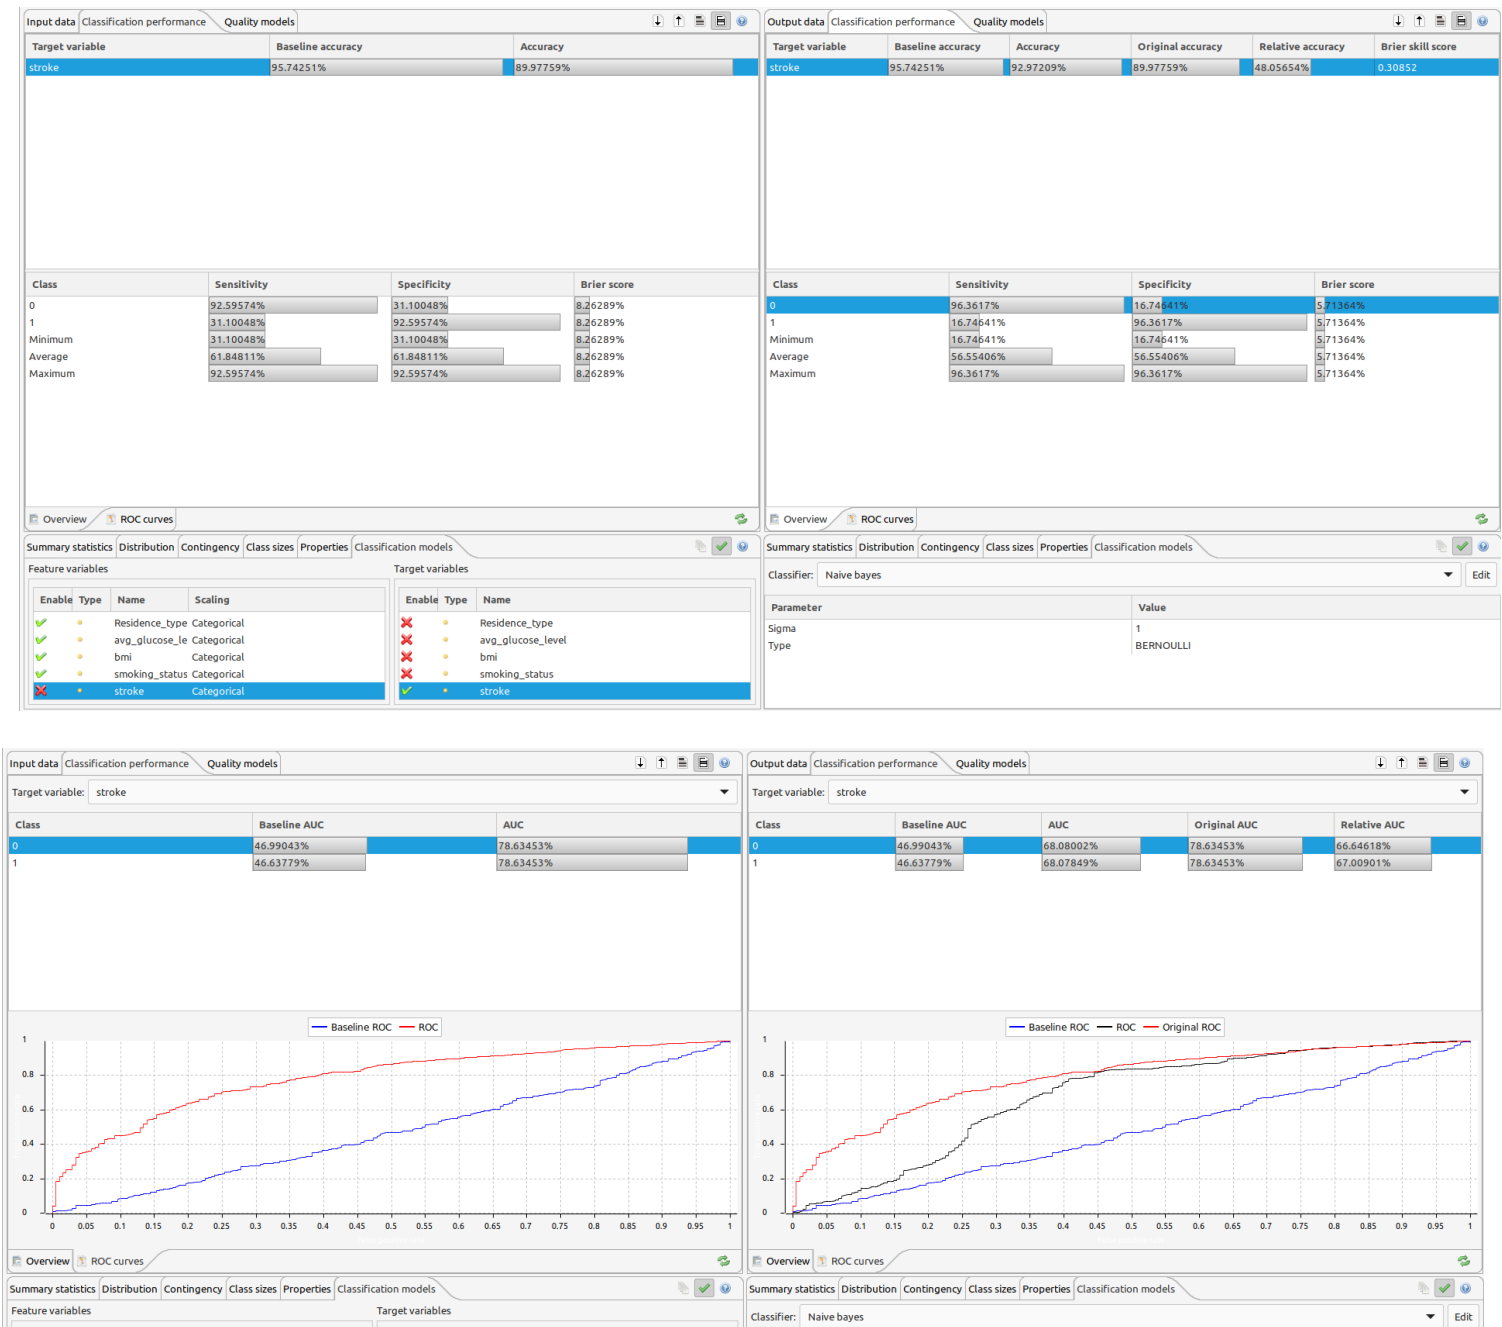 Input data Classification performance Quality models
Target variable Baseline accuracy Accuracy
stroke 95.74251% 89.97759%
Class Sensitivity Specificity Brier score
0 92.59574% 31.10048% 8.26289%
1 31.10048% 92.59574% 8.26289%
Minimum 31.10048% 31.10048% 8.26289%
Average 61.84811% 61.84811% 8.26289%
Maximum 92.59574% 92.59574% 8.26289%
Overview ROC curves
Summary statistics Distribution Contingency Class sizes Properties Classification models
Feature variables Target variables
Enable Type Name Scaling Enable Type Name
Residence_type Categorical Residence_type
avg_glucose_le Categorical avg_glucose_level
bmi Categorical bmi
smoking_status Categorical smoking_status
stroke Categorical stroke
Output data Classification performance Quality models
Target variable Baseline accuracy Accuracy Original accuracy Relative accuracy Brier skill score
stroke 95.74251% 92.97209% 89.97759% 48.05654% 0.30852
Class Sensitivity Specificity Brier score
0 96.3617% 16.74641% 5.71364%
1 16.74641% 96.3617% 5.71364%
Minimum 16.74641% 16.74641% 5.71364%
Average 56.55406% 56.55406% 5.71364%
Maximum 96.3617% 96.3617% 5.71364%
Overview ROC curves
Summary statistics Distribution Contingency Class sizes Properties Classification models
Classifier: Naive bayes Edit
Parameter Value
Sigma 1
Type BERNOULLI
Input data Classification performance Quality models
Target variable: stroke
Class Baseline AUC AUC
0 46.99043% 78.63453%
1 46.63779% 78.63453%
Baseline ROC ROC
1
0.8
0.6
0.4
0.2
0
0 0.05 0.1 0.15 0.2 0.25 0.3 0.35 0.4 0.45 0.5 0.55 0.6 0.65 0.7 0.75 0.8 0.85 0.9 0.95 1
Overview ROC curves
Summary statistics Distribution Contingency Class sizes Properties Classification models
Feature variables Target variables
Output data Classification performance Quality models
Target variable: stroke
Class Baseline AUC AUC Original AUC Relative AUC
0 46.99043% 68.08002% 78.63453% 66.64618%
1 46.63779% 68.07849% 78.63453% 67.00901%
Baseline ROC ROC Original ROC
1
0.8
0.6
0.4
0.2
0
0 0.05 0.1 0.15 0.2 0.25 0.3 0.35 0.4 0.45 0.5 0.55 0.6 0.65 0.7 0.75 0.8 0.85 0.9 0.95 1
Overview ROC curves
Summary statistics Distribution Contingency Class sizes Properties Classification models
Classifier: Naive bayes Edit